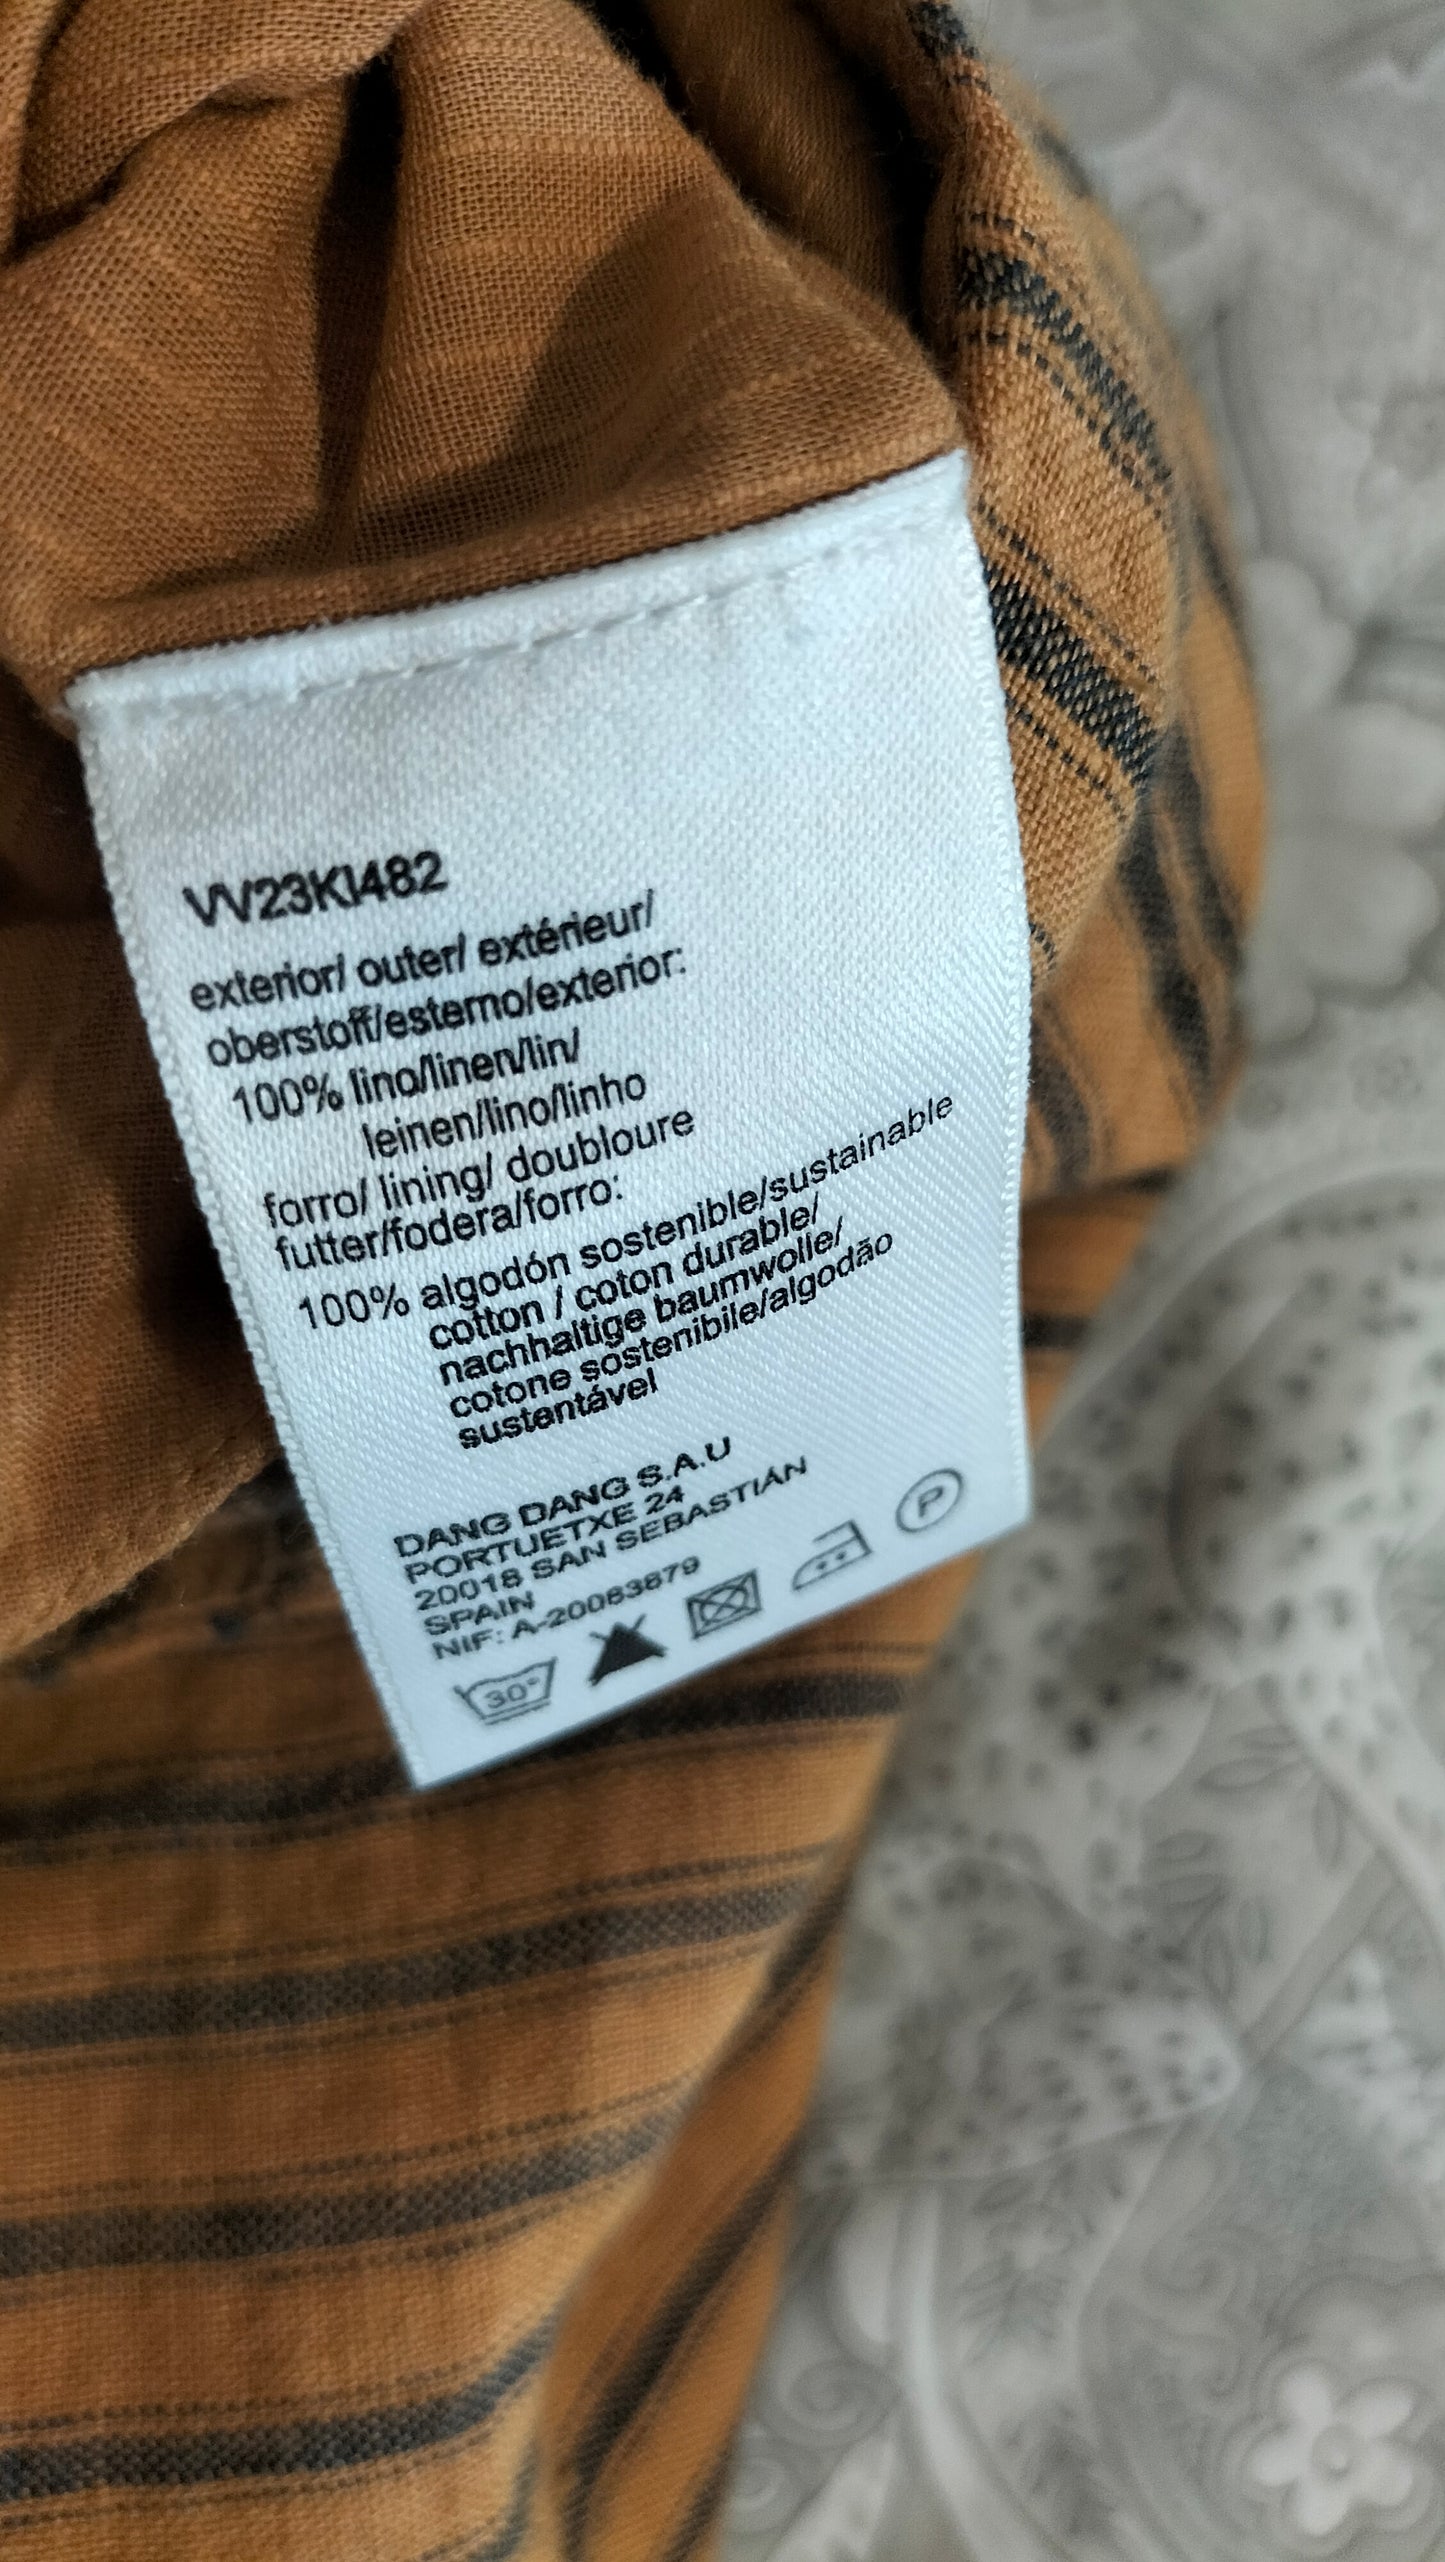 VV23KI482
exterior/ outer/ extérieur/
oberstoff/esterno/exterior:
100% lino/linen/lin/
leinen/lino/linho
forro/ lining/ doubloure
futter/fodera/forro:
100% algodón sostenible/sustainable
cotton / coton durable/
nachhaltige baumwolle/
cotone sostenibile/algodão
sustentável
DANG DANG S.A.U
PORTUETXE 24
20018 SAN SEBASTIÁN
SPAIN
NIF: A-20083879
30°
P